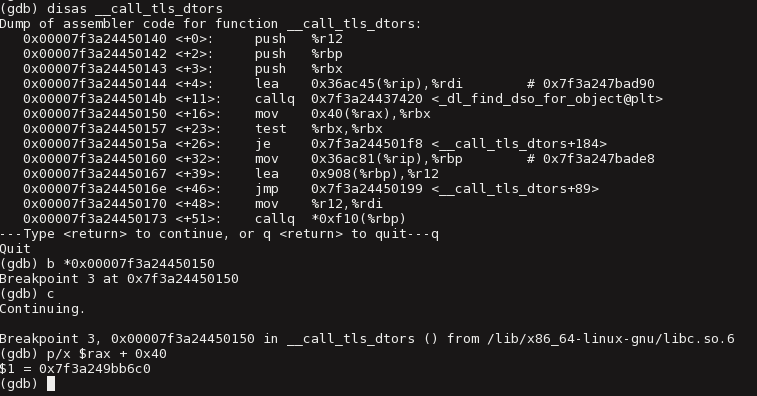 (gdb) disas __call_tls_dtors
Dump of assembler code for function __call_tls_dtors:
   0x00007f3a24450140 <+0>:     push   %r12
   0x00007f3a24450142 <+2>:     push   %rbp
   0x00007f3a24450143 <+3>:     push   %rbx
   0x00007f3a24450144 <+4>:     lea    0x36ac45(%rip),%rdi        # 0x7f3a247bad90
   0x00007f3a2445014b <+11>:    callq  0x7f3a24437420 <_dl_find_dso_for_object@plt>
   0x00007f3a24450150 <+16>:    mov    0x40(%rax),%rbx
   0x00007f3a24450157 <+23>:    test   %rbx,%rbx
   0x00007f3a2445015a <+26>:    je     0x7f3a244501f8 <__call_tls_dtors+184>
   0x00007f3a24450160 <+32>:    mov    0x36ac81(%rip),%rbp        # 0x7f3a247bade8
   0x00007f3a24450167 <+39>:    lea    0x908(%rbp),%r12
   0x00007f3a2445016e <+46>:    jmp    0x7f3a24450199 <__call_tls_dtors+89>
   0x00007f3a24450170 <+48>:    mov    %r12,%rdi
   0x00007f3a24450173 <+51>:    callq  *0xf10(%rbp)
---Type <return> to continue, or q <return> to quit---q
Quit
(gdb) b *0x00007f3a24450150
Breakpoint 3 at 0x7f3a24450150
(gdb) c
Continuing.

Breakpoint 3, 0x00007f3a24450150 in __call_tls_dtors () from /lib/x86_64-linux-gnu/libc.so.6
(gdb) p/x $rax + 0x40
$1 = 0x7f3a249bb6c0
(gdb)